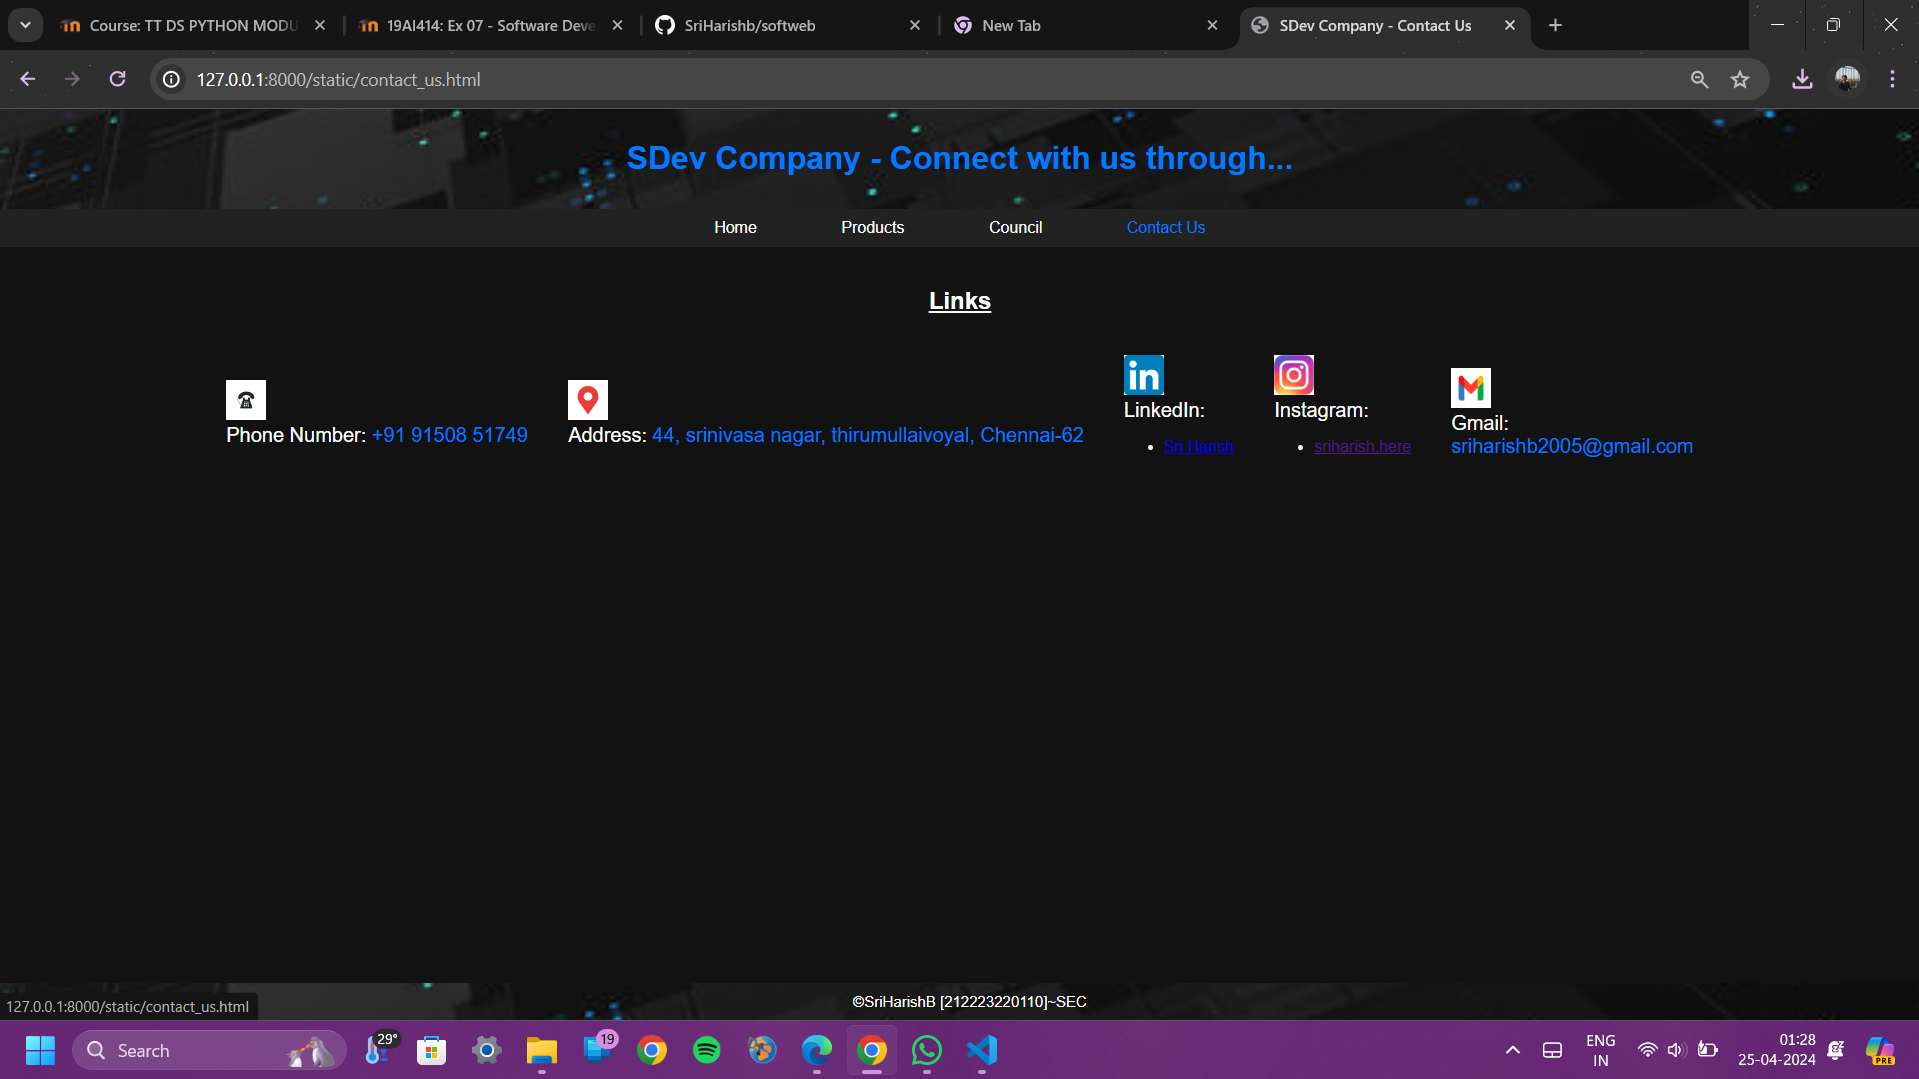 Course: TT DS PYTHON MODU
19AI414: Ex 07 - Software Deve
SriHarishb/softweb
New Tab
SDev Company - Contact Us
127.0.0.1:8000/static/contact_us.html
SDev Company - Connect with us through...
Home
Products
Council
Contact Us
Links
Phone Number: +91 91508 51749
Address: 44, srinivasa nagar, thirumullaivoyal, Chennai-62
LinkedIn:
Sri Harish
Instagram:
sriharish.here
Gmail:
sriharishb2005@gmail.com
©SriHarishB [212223220110]~SEC
127.0.0.1:8000/static/contact_us.html
Search
29°
19
ENG
IN
01:28
25-04-2024
PRE